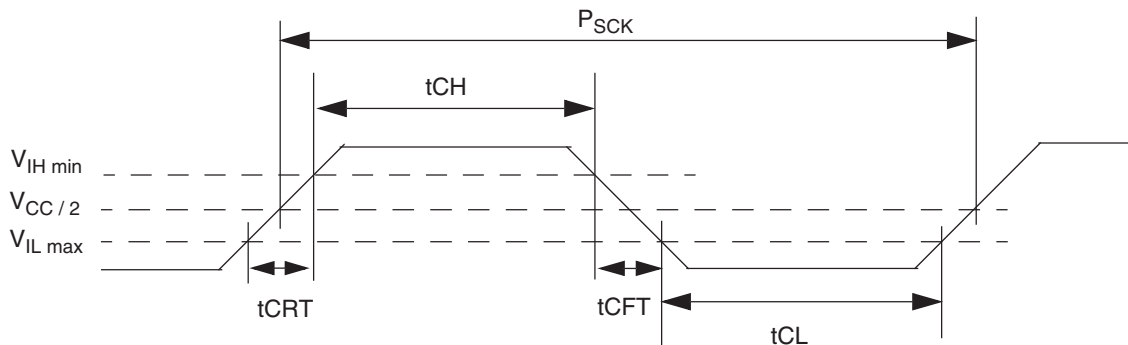 PSCK
tCH
VIH min
VCC / 2
VIL max
tCRT
tCFT
tCL